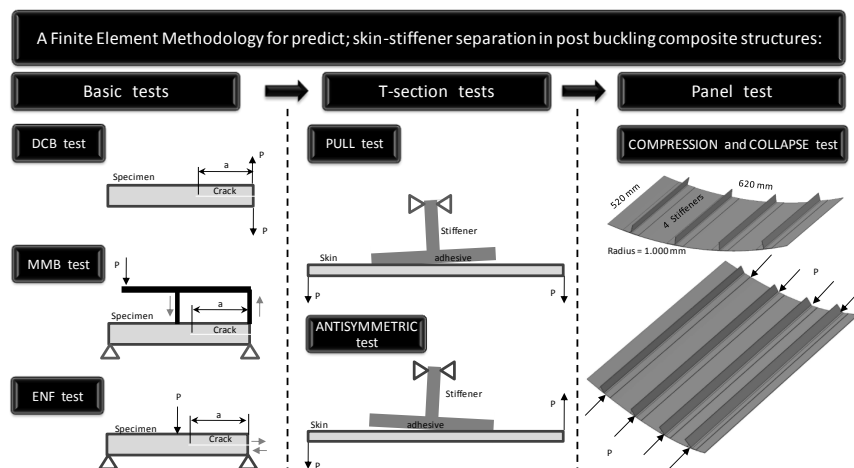 A Finite Element Methodology for predict; skin-stiffener separation in post buckling composite structures:
Basic tests
T-section tests
Panel test
DCB test
P
a
Specimen
Crack
P
MMB test
P
a
Specimen
Crack
ENF test
P
a
Specimen
Crack
PULL test
Stiffener
Skin
adhesive
P
P
ANTISYMMETRIC
test
Stiffener
P
Skin
adhesive
P
COMPRESSION and COLLAPSE test
520 mm
620 mm
4 Stiffeners
Radius = 1.000 mm
P
P